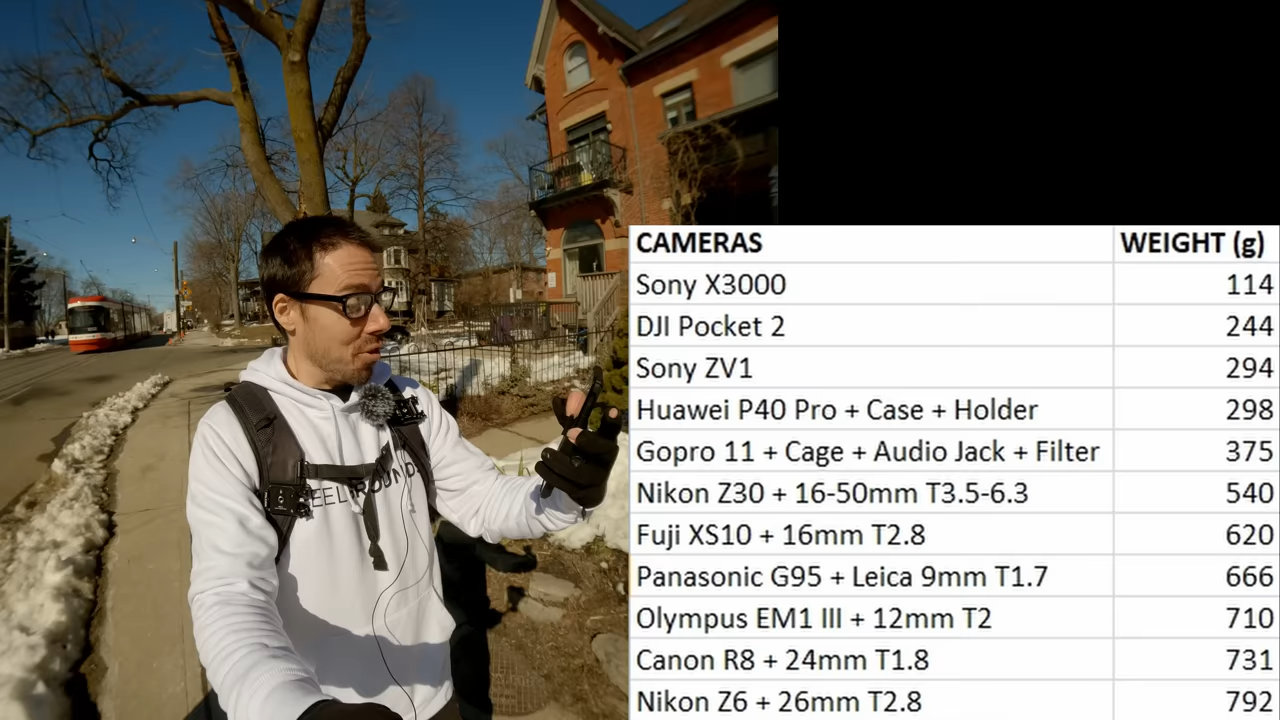 CAMERAS WEIGHT (g)
Sony X3000 114
DJI Pocket 2 244
Sony ZV1 294
Huawei P40 Pro + Case + Holder 298
Gopro 11 + Cage + Audio Jack + Filter 375
Nikon Z30 + 16-50mm T3.5-6.3 540
Fuji XS10 + 16mm T2.8 620
Panasonic G95 + Leica 9mm T1.7 666
Olympus EM1 III + 12mm T2 710
Canon R8 + 24mm T1.8 731
Nikon Z6 + 26mm T2.8 792